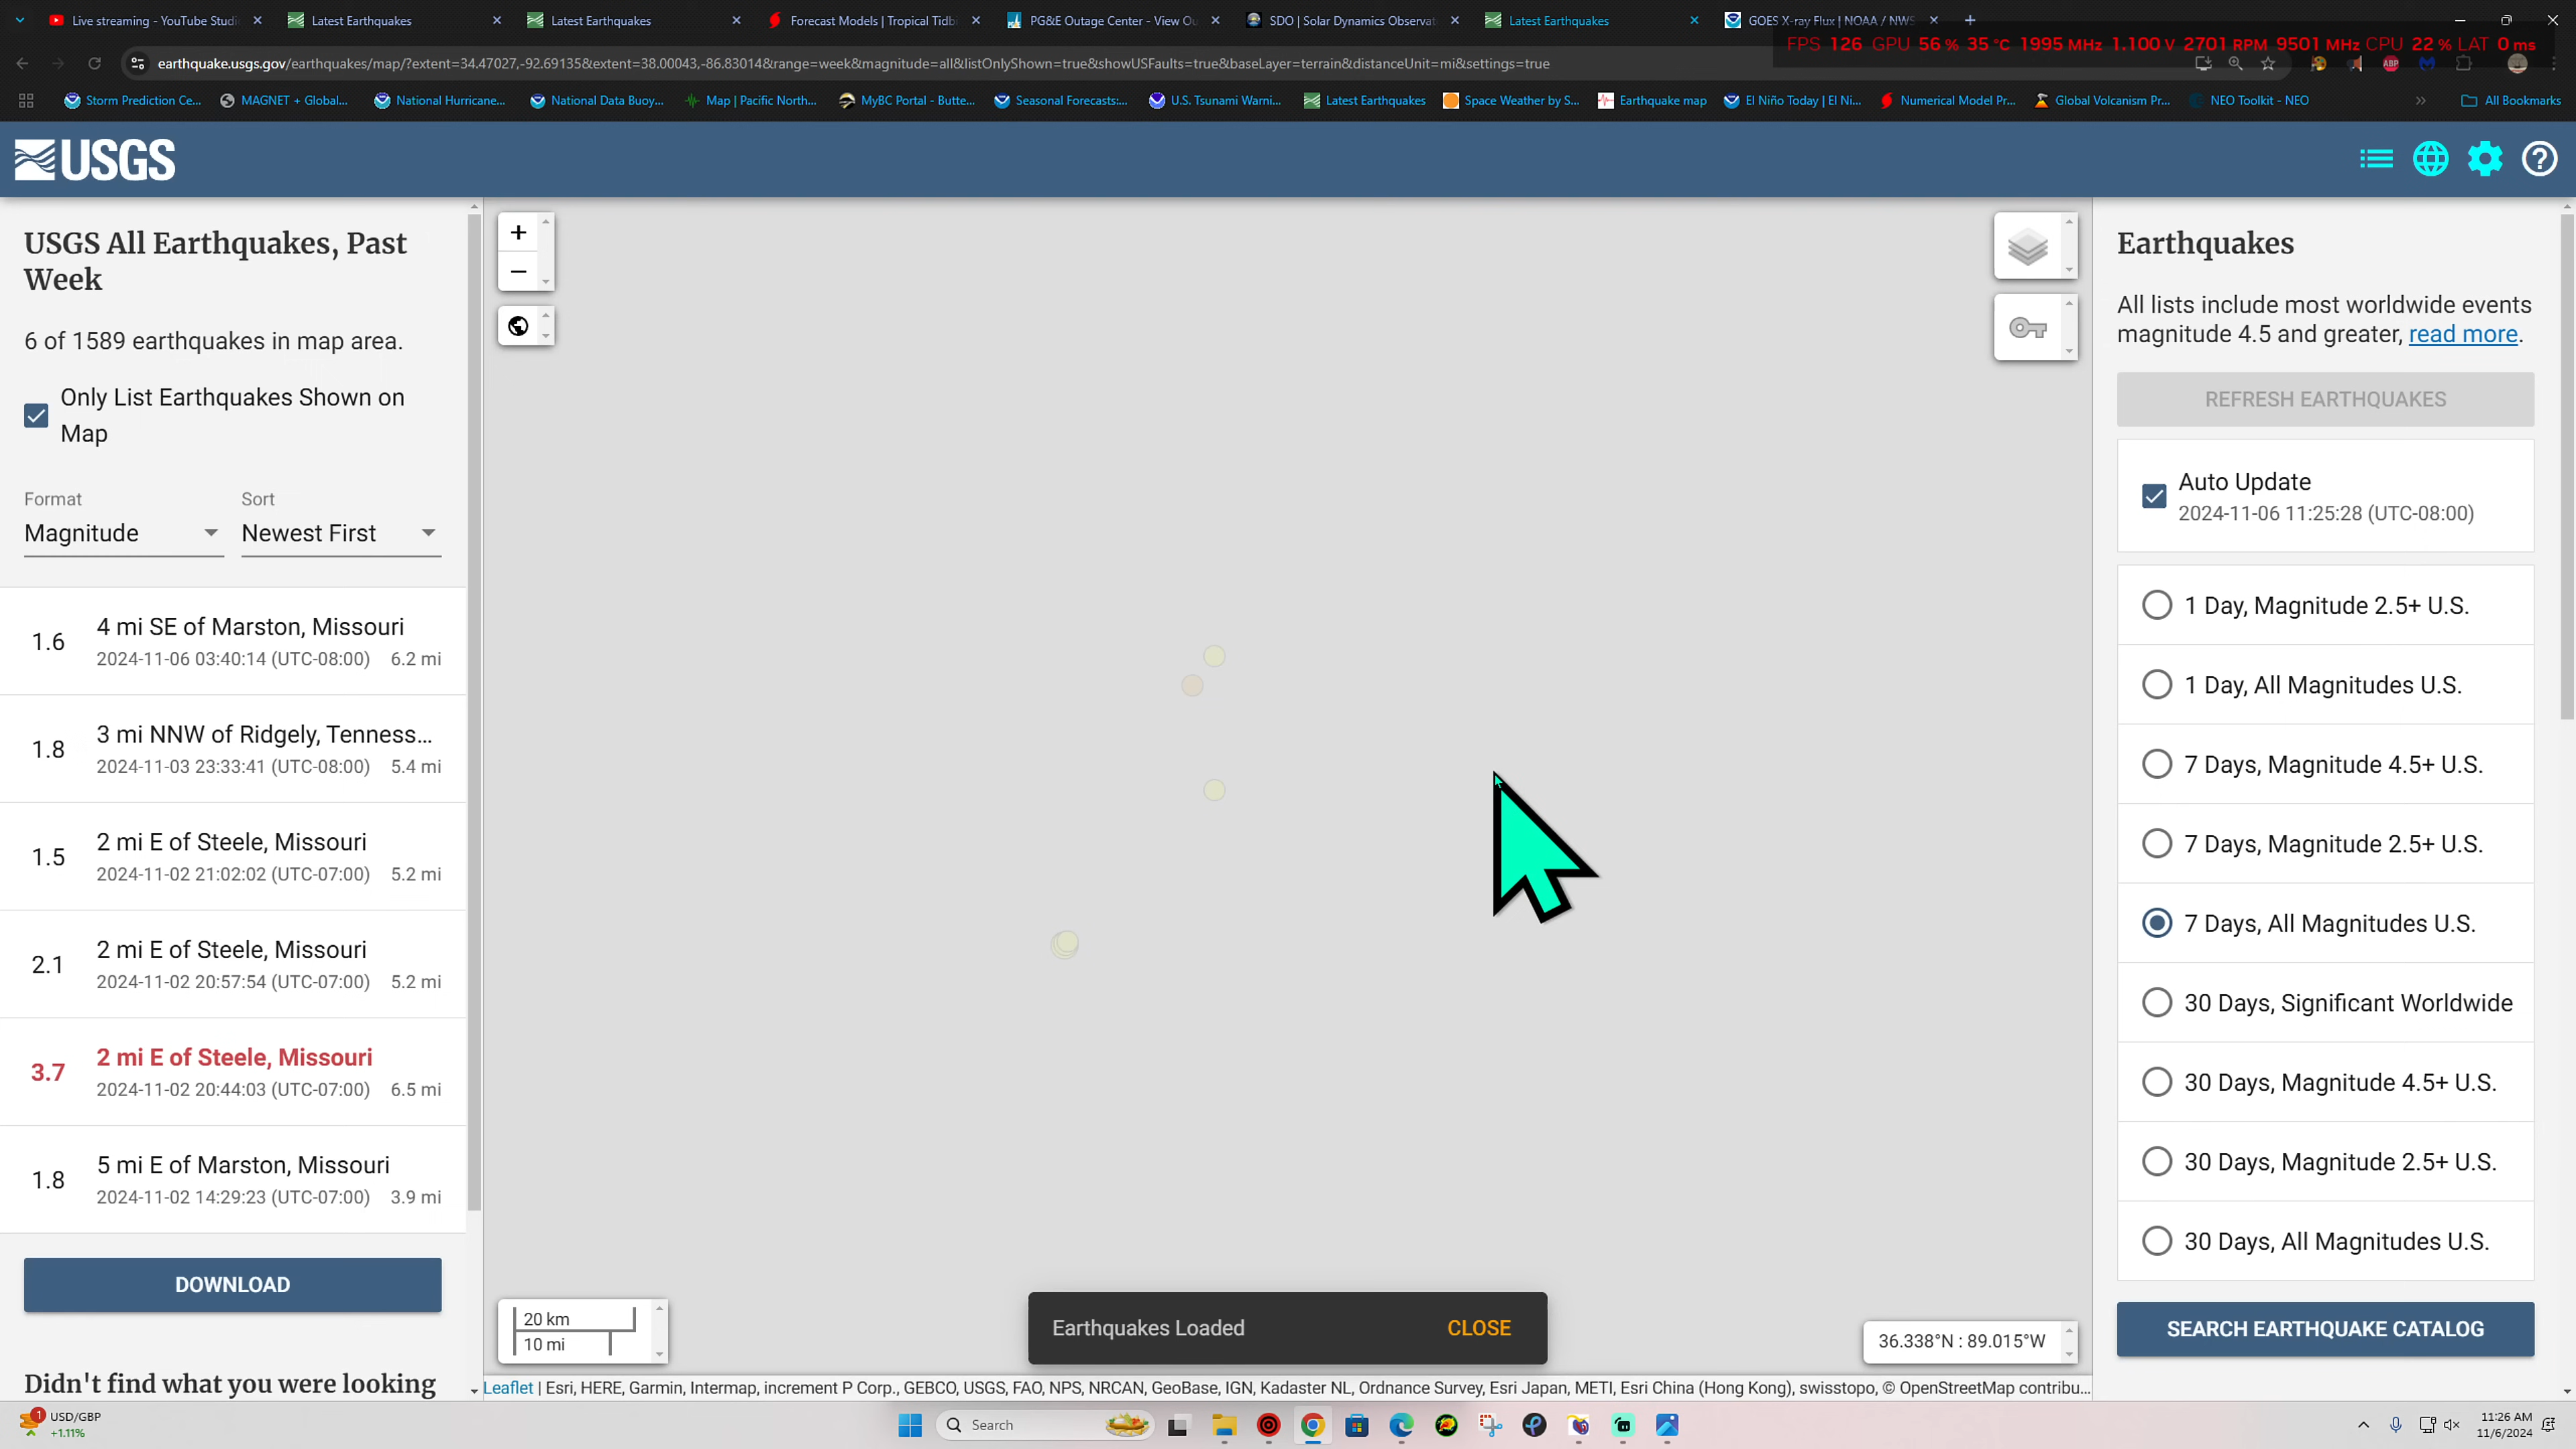 Live streaming - YouTube Studi
Latest Earthquakes
Latest Earthquakes
Forecast Models | Tropical Tidbi
PG&E Outage Center - View Ou
SDO | Solar Dynamics Observat
Latest Earthquakes
GOES X-ray Flux | NOAA / NWS
FPS 126 GPU 56 % 35 °C 1995 MHz 1.100 V 2701 RPM 9501 MHz CPU 22 % LAT 0 ms
earthquake.usgs.gov/earthquakes/map/?extent=34.47027,-92.69135&extent=38.00043,-86.83014&range=week&magnitude=all&listOnlyShown=true&showUSFaults=true&baseLayer=terrain&distanceUnit=mi&settings=true
ABP
Storm Prediction Ce...
MAGNET + Global...
National Hurricane...
National Data Buoy...
Map | Pacific North...
MyBC Portal - Butte...
Seasonal Forecasts:...
U.S. Tsunami Warni...
Latest Earthquakes
Space Weather by S...
Earthquake map
El Niño Today | El Ni...
Numerical Model Pr...
Global Volcanism Pr...
NEO Toolkit - NEO
All Bookmarks
USGS
USGS All Earthquakes, Past
Week
6 of 1589 earthquakes in map area.
Only List Earthquakes Shown on
Map
Format
Magnitude
Sort
Newest First
1.6
4 mi SE of Marston, Missouri
2024-11-06 03:40:14 (UTC-08:00) 6.2 mi
1.8
3 mi NNW of Ridgely, Tenness...
2024-11-03 23:33:41 (UTC-08:00) 5.4 mi
1.5
2 mi E of Steele, Missouri
2024-11-02 21:02:02 (UTC-07:00) 5.2 mi
2.1
2 mi E of Steele, Missouri
2024-11-02 20:57:54 (UTC-07:00) 5.2 mi
3.7
2 mi E of Steele, Missouri
2024-11-02 20:44:03 (UTC-07:00) 6.5 mi
1.8
5 mi E of Marston, Missouri
2024-11-02 14:29:23 (UTC-07:00) 3.9 mi
DOWNLOAD
Didn't find what you were looking
+
−
20 km
10 mi
Earthquakes Loaded
CLOSE
36.338°N : 89.015°W
Leaflet | Esri, HERE, Garmin, Intermap, increment P Corp., GEBCO, USGS, FAO, NPS, NRCAN, GeoBase, IGN, Kadaster NL, Ordnance Survey, Esri Japan, METI, Esri China (Hong Kong), swisstopo, © OpenStreetMap contribu...
Earthquakes
All lists include most worldwide events
magnitude 4.5 and greater, read more.
REFRESH EARTHQUAKES
Auto Update
2024-11-06 11:25:28 (UTC-08:00)
1 Day, Magnitude 2.5+ U.S.
1 Day, All Magnitudes U.S.
7 Days, Magnitude 4.5+ U.S.
7 Days, Magnitude 2.5+ U.S.
7 Days, All Magnitudes U.S.
30 Days, Significant Worldwide
30 Days, Magnitude 4.5+ U.S.
30 Days, Magnitude 2.5+ U.S.
30 Days, All Magnitudes U.S.
SEARCH EARTHQUAKE CATALOG
1
USD/GBP
+1.11%
Search
11:26 AM
11/6/2024